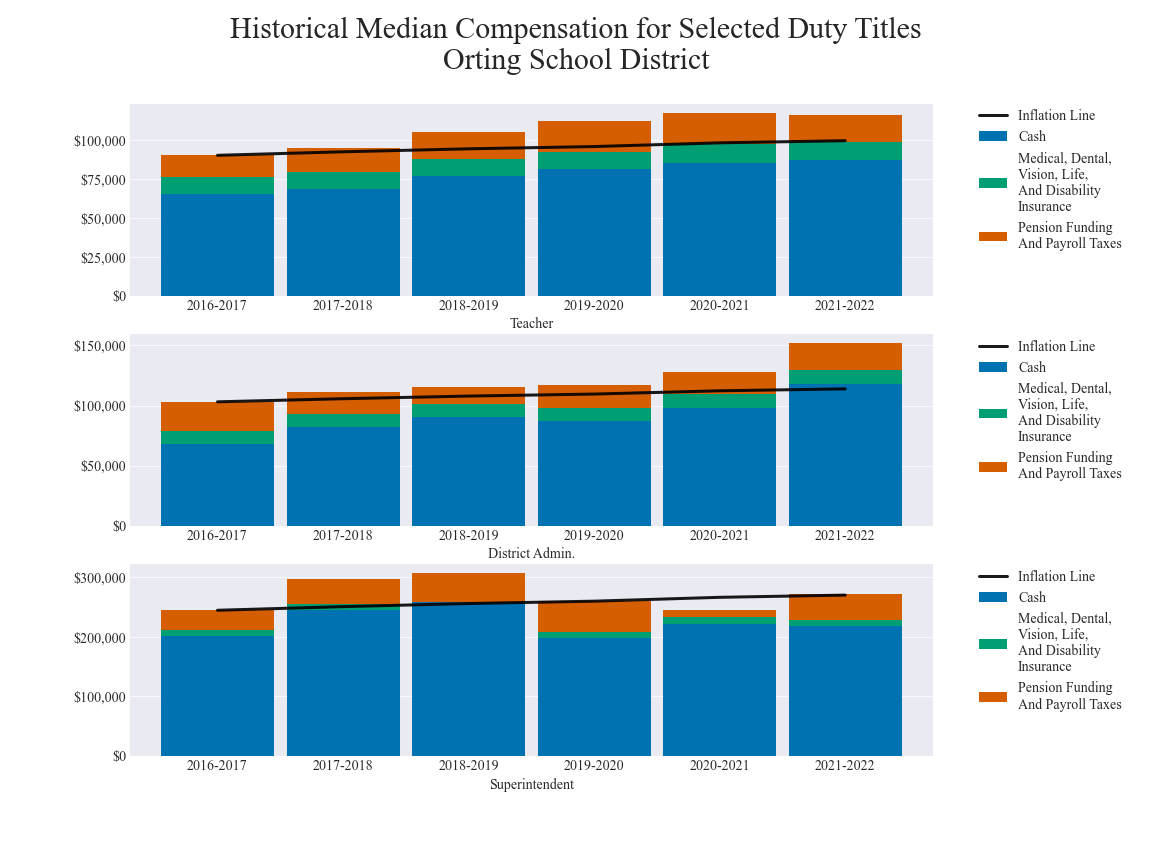 Historical Median Compensation for Selected Duty Titles
Orting School District
$100,000
$75,000
$50,000
$25,000
$0
2016-2017 2017-2018 2018-2019 2019-2020 2020-2021 2021-2022
Teacher
Inflation Line
Cash
Medical, Dental,
Vision, Life,
And Disability
Insurance
Pension Funding
And Payroll Taxes
$150,000
$100,000
$50,000
$0
2016-2017 2017-2018 2018-2019 2019-2020 2020-2021 2021-2022
District Admin.
Inflation Line
Cash
Medical, Dental,
Vision, Life,
And Disability
Insurance
Pension Funding
And Payroll Taxes
$300,000
$200,000
$100,000
$0
2016-2017 2017-2018 2018-2019 2019-2020 2020-2021 2021-2022
Superintendent
Inflation Line
Cash
Medical, Dental,
Vision, Life,
And Disability
Insurance
Pension Funding
And Payroll Taxes